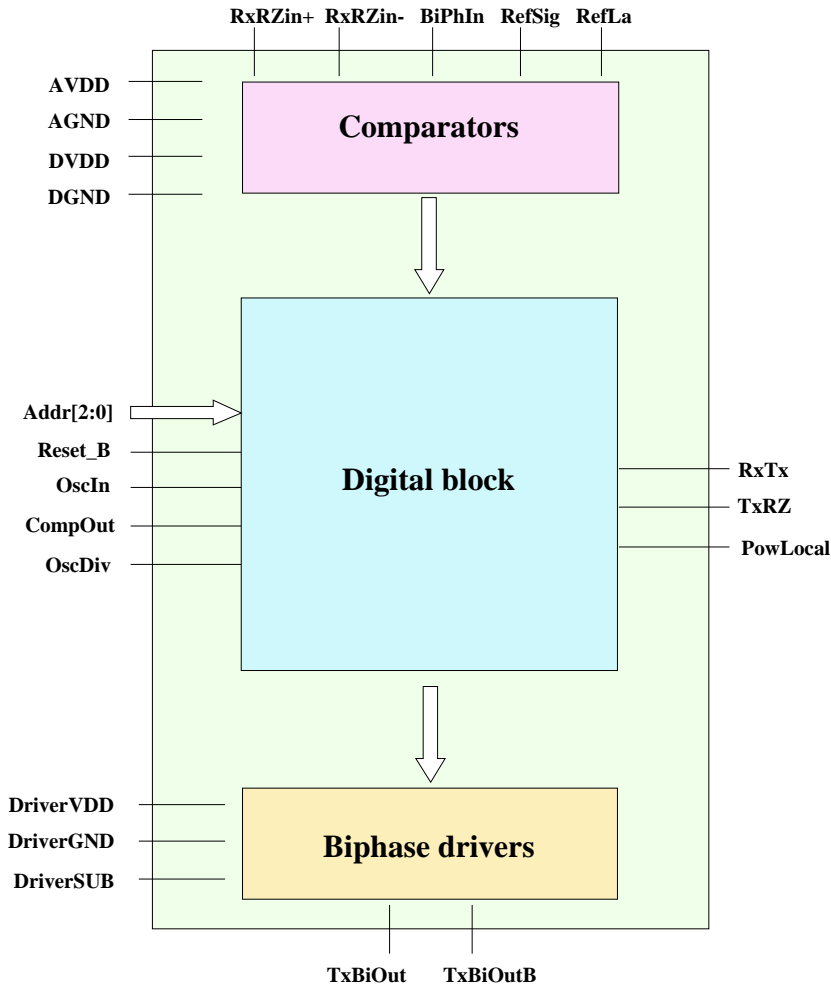 RxRZin+ RxRZin- BiPhIn RefSig RefLa
AVDD
AGND
DVDD
DGND
Comparators
Addr[2:0]
Reset_B
OscIn
CompOut
OscDiv
Digital block
RxTx
TxRZ
PowLocal
DriverVDD
DriverGND
DriverSUB
Biphase drivers
TxBiOut TxBiOutB